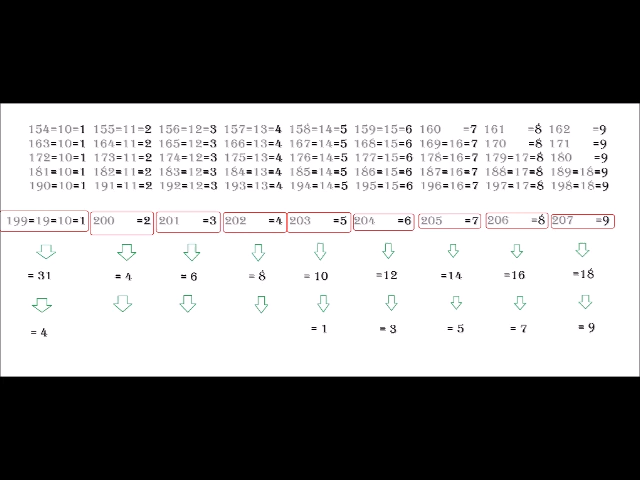 154=10=1 155=11=2 156=12=3 157=13=4 158=14=5 159=15=6 160 =7 161 =8 162 =9
163=10=1 164=11=2 165=12=3 166=13=4 167=14=5 168=15=6 169=16=7 170 =8 171 =9
172=10=1 173=11=2 174=12=3 175=13=4 176=14=5 177=15=6 178=16=7 179=17=8 180 =9
181=10=1 182=11=2 183=12=3 184=13=4 185=14=5 186=15=6 187=16=7 188=17=8 189=18=9
190=10=1 191=11=2 192=12=3 193=13=4 194=14=5 195=15=6 196=16=7 197=17=8 198=18=9
199=19=10=1 200 =2 201 =3 202 =4 203 =5 204 =6 205 =7 206 =8 207 =9
= 31 = 4 = 6 = 8 = 10 =12 =14 =16 =18
= 4 = 1 = 3 = 5 = 7 = 9